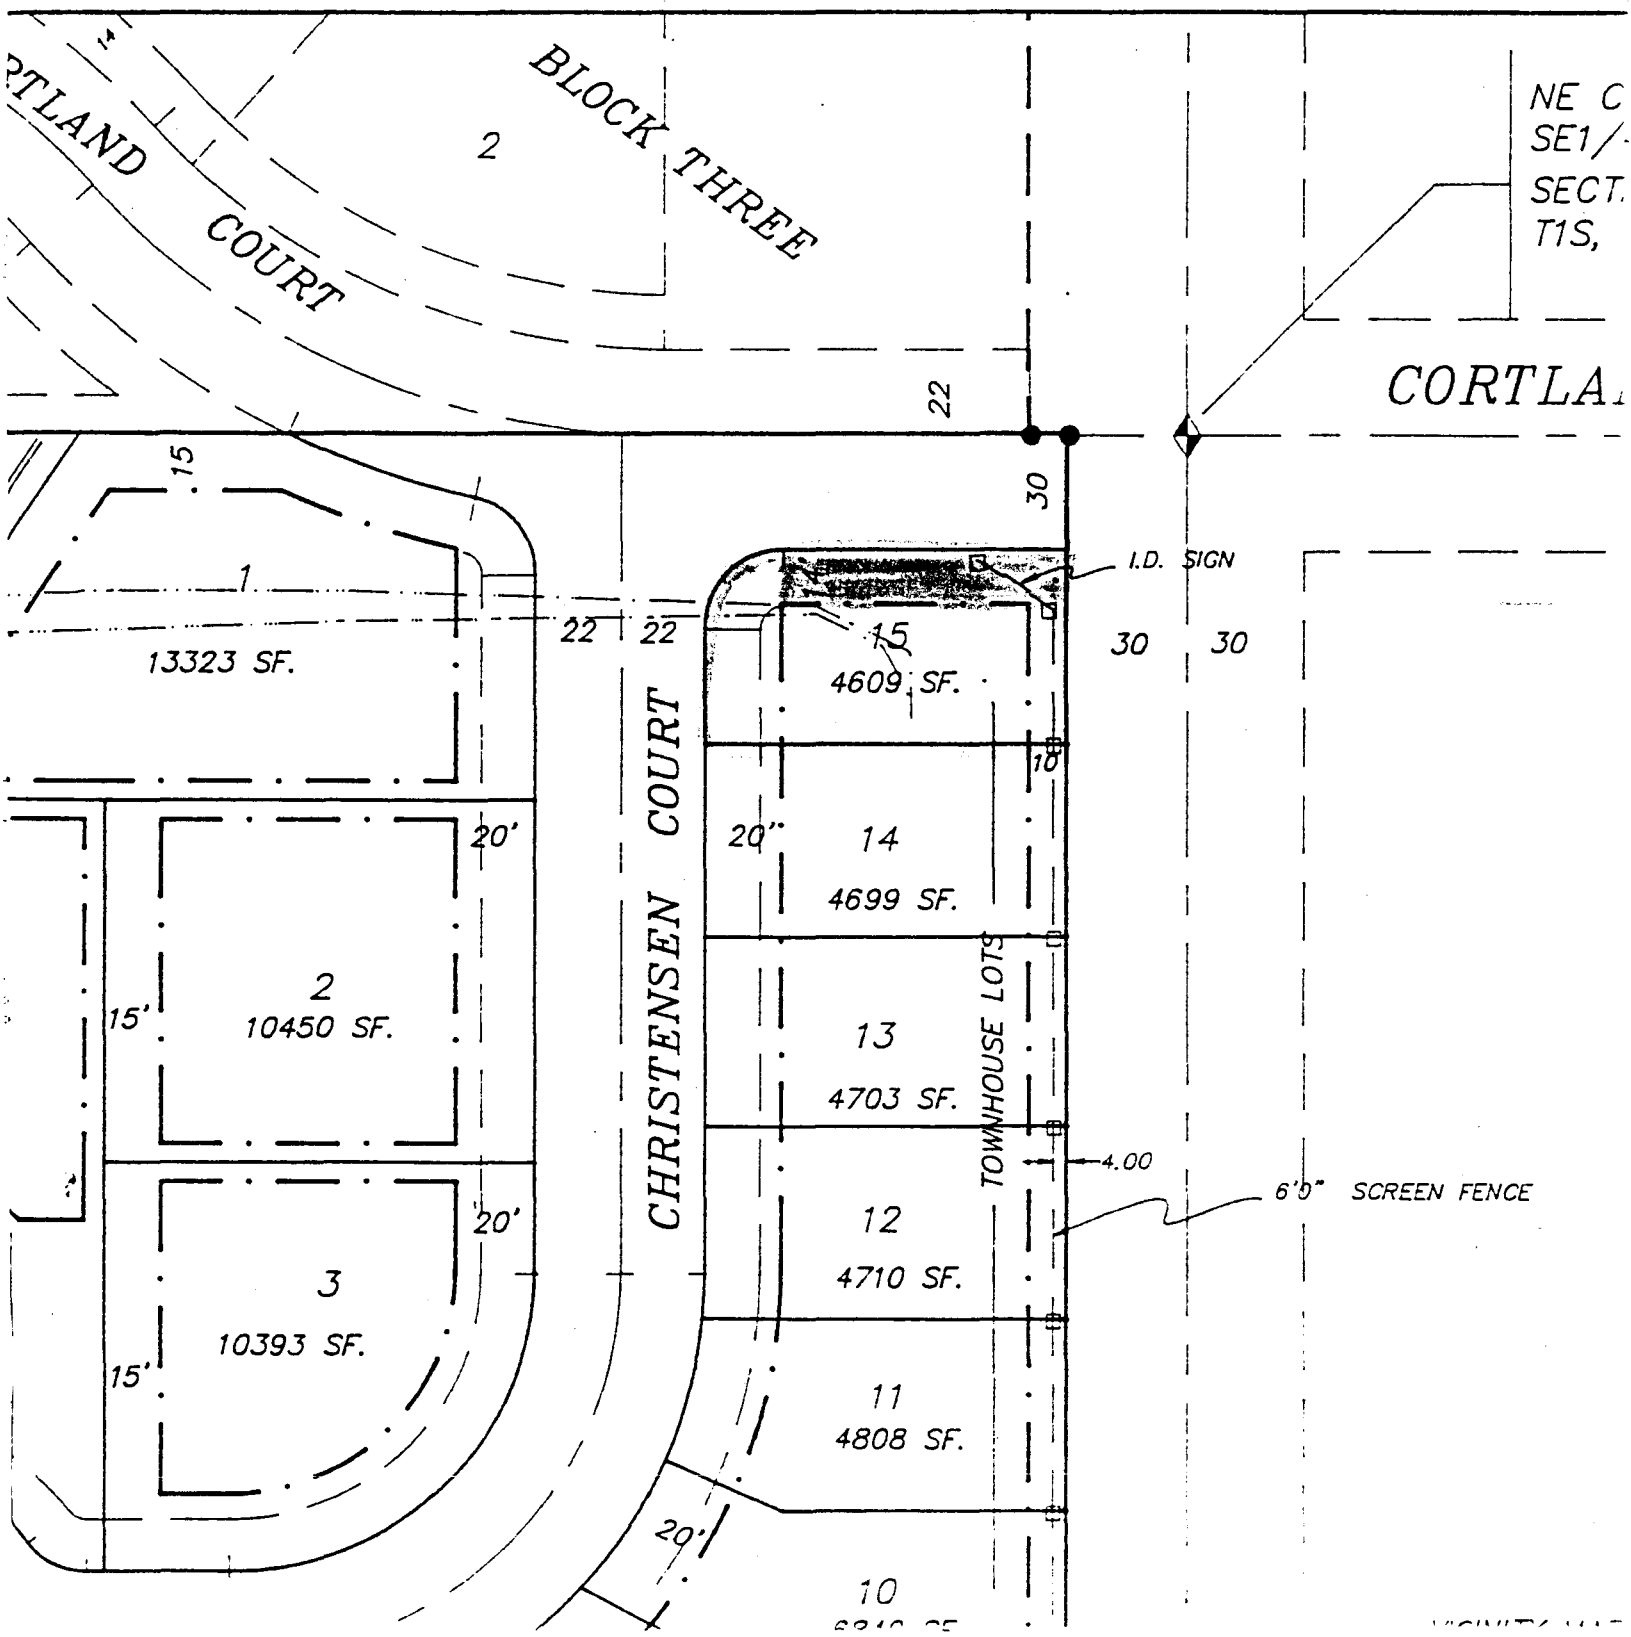 BLOCK THREE
2
COURT
22
NE C
SE1/
SECT.
T1S,
CORTLA
15
30
I.D. SIGN
1
13323 SF.
22 22
15
4609 SF.
30 30
10
CHRISTENSEN COURT
20'
20'
14
4699 SF.
2
10450 SF.
15'
13
4703 SF.
TOWNHOUSE LOTS
4.00
6'0" SCREEN FENCE
20'
12
4710 SF.
3
10393 SF.
15'
11
4808 SF.
20'
10